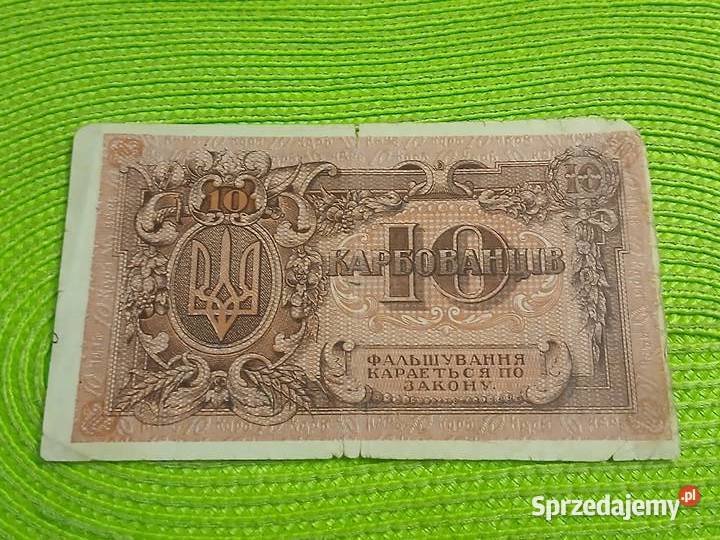 10
10
10
КАРБОВАНЦІВ
ФАЛЬШУВАННЯ
КАРАЄТЬСЯ ПО
ЗАКОНУ.
Sprzedajemy.pl